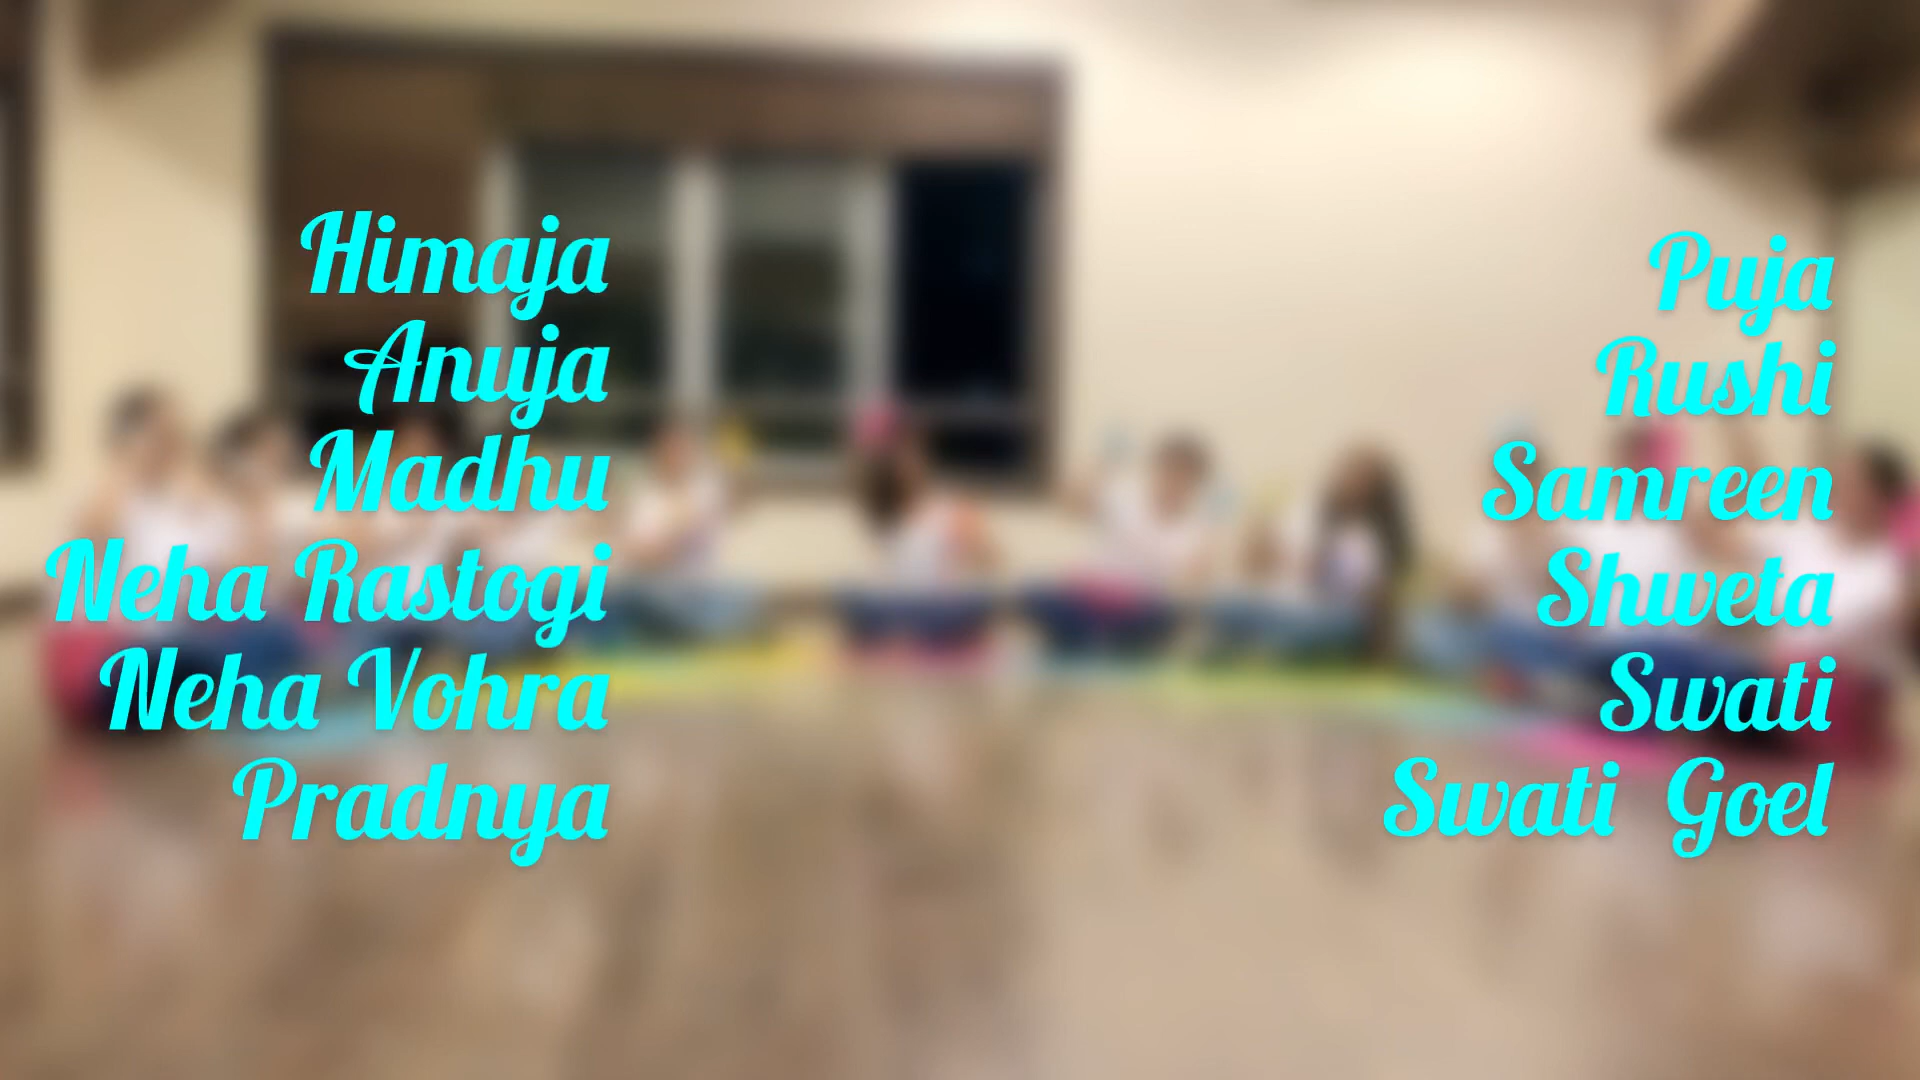 Himaja
Anuja
Madhu
Neha Rastogi
Neha Vohra
Pradnya
Puja
Rushi
Samreen
Shweta
Swati
Swati Goel